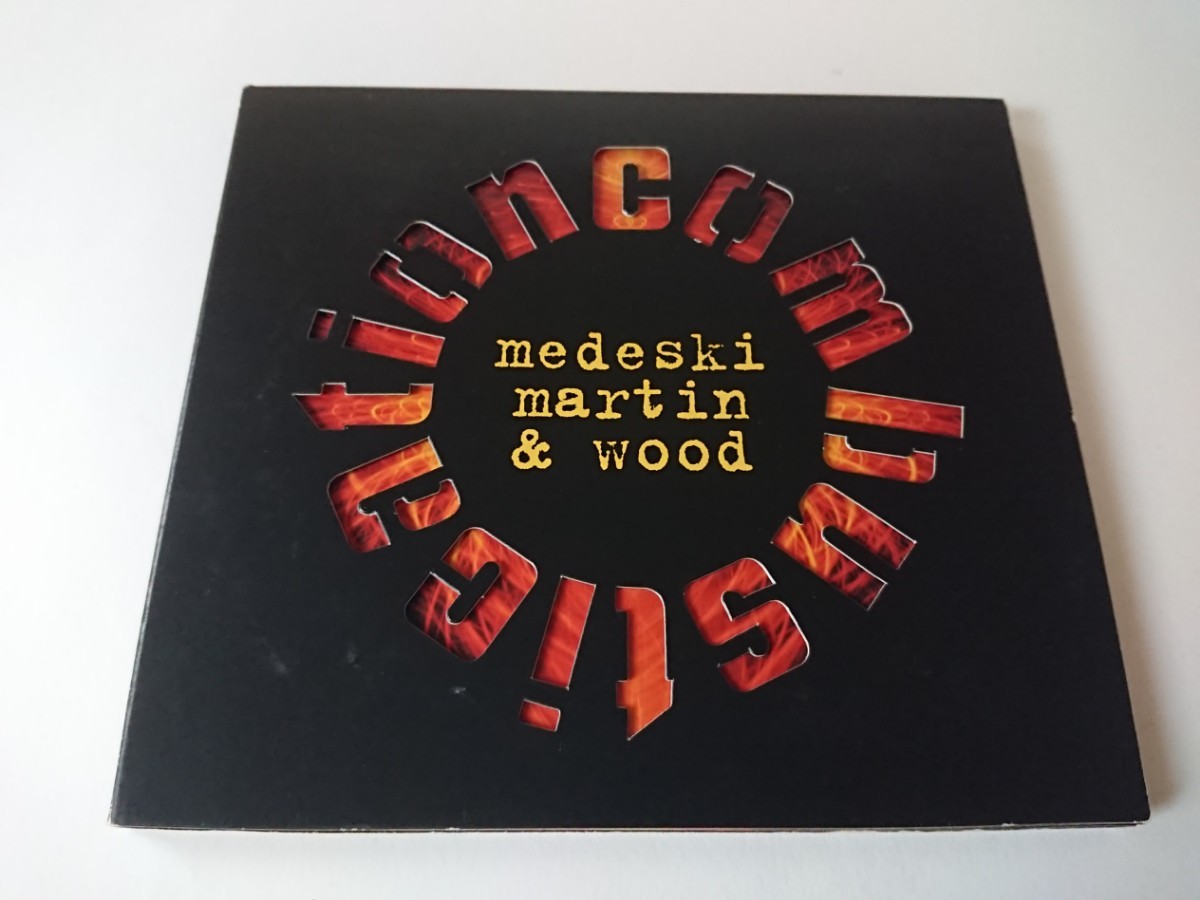 combustication
medeski
martin
& wood